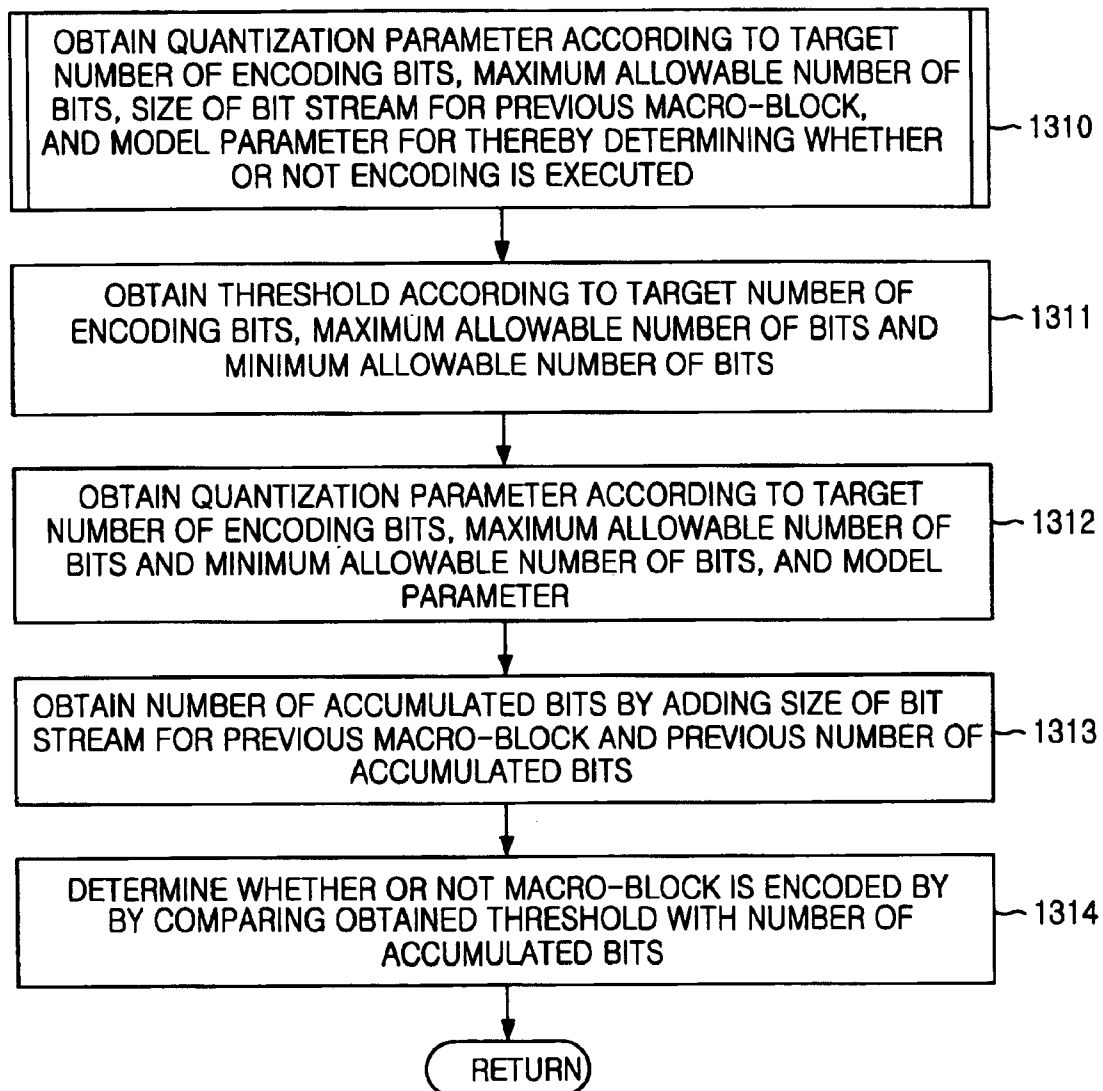 OBTAIN QUANTIZATION PARAMETER ACCORDING TO TARGET
NUMBER OF ENCODING BITS, MAXIMUM ALLOWABLE NUMBER OF
BITS, SIZE OF BIT STREAM FOR PREVIOUS MACRO-BLOCK,
AND MODEL PARAMETER FOR THEREBY DETERMINING WHETHER
OR NOT ENCODING IS EXECUTED
1310
OBTAIN THRESHOLD ACCORDING TO TARGET NUMBER OF
ENCODING BITS, MAXIMUM ALLOWABLE NUMBER OF BITS AND
MINIMUM ALLOWABLE NUMBER OF BITS
1311
OBTAIN QUANTIZATION PARAMETER ACCORDING TO TARGET
NUMBER OF ENCODING BITS, MAXIMUM ALLOWABLE NUMBER OF
BITS AND MINIMUM ALLOWABLE NUMBER OF BITS, AND MODEL
PARAMETER
1312
OBTAIN NUMBER OF ACCUMULATED BITS BY ADDING SIZE OF BIT
STREAM FOR PREVIOUS MACRO-BLOCK AND PREVIOUS NUMBER OF
ACCUMULATED BITS
1313
DETERMINE WHETHER OR NOT MACRO-BLOCK IS ENCODED BY
BY COMPARING OBTAINED THRESHOLD WITH NUMBER OF
ACCUMULATED BITS
1314
RETURN